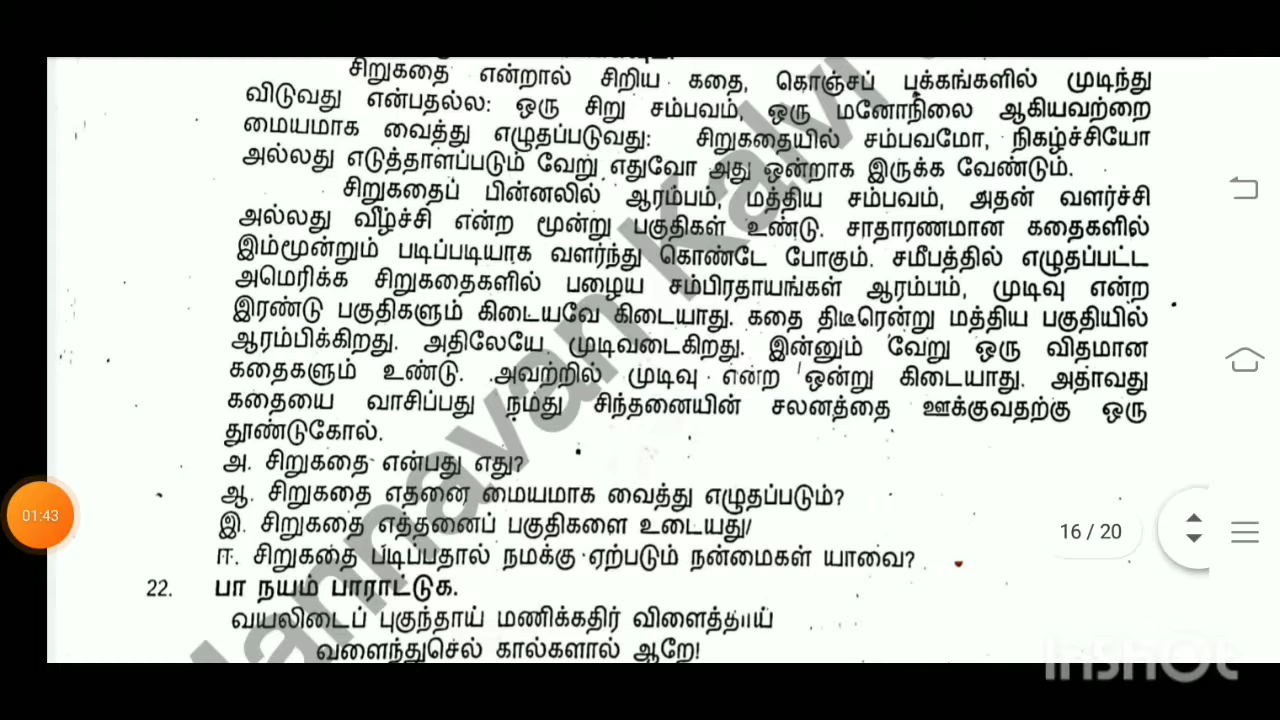 சிறுகதை என்றால் சிறிய கதை, கொஞ்சப் பக்கங்களில் முடிந்து
விடுவது என்பதல்ல: ஒரு சிறு சம்பவம், ஒரு மனோநிலை ஆகியவற்றை
மையமாக வைத்து எழுதப்படுவது: சிறுகதையில் சம்பவமோ, நிகழ்ச்சியோ
அல்லது எடுத்தாளப்படும் வேறு எதுவோ அது ஒன்றாக இருக்க வேண்டும்.
சிறுகதைப் பின்னலில் ஆரம்பம், மத்திய சம்பவம், அதன் வளர்ச்சி
அல்லது வீழ்ச்சி என்ற மூன்று பகுதிகள் உண்டு. சாதாரணமான கதைகளில்
இம்மூன்றும் படிப்படியாக வளர்ந்து கொண்டே போகும். சமீபத்தில் எழுதப்பட்ட
அமெரிக்க சிறுகதைகளில் பழைய சம்பிரதாயங்கள் ஆரம்பம், முடிவு என்ற
இரண்டு பகுதிகளும் கிடையவே கிடையாது. கதை திடீரென்று மத்திய பகுதியில்
ஆரம்பிக்கிறது. அதிலேயே முடிவடைகிறது. இன்னும் வேறு ஒரு விதமான
கதைகளும் உண்டு. அவற்றில் முடிவு என்ற ஒன்று கிடையாது. அதாவது
கதையை வாசிப்பது நமது சிந்தனையின் சலனத்தை ஊக்குவதற்கு ஒரு
தூண்டுகோல்.
அ. சிறுகதை என்பது எது?
ஆ. சிறுகதை எதனை மையமாக வைத்து எழுதப்படும்?
இ. சிறுகதை எத்தனைப் பகுதிகளை உடையது/
ஈ. சிறுகதை படிப்பதால் நமக்கு ஏற்படும் நன்மைகள் யாவை?
22. பா நயம் பாராட்டுக.
வயலிடைப் புகுந்தாய் மணிக்கதிர் விளைத்தாய்
வளைந்துசெல் கால்களால் ஆறே!
01:43
16 / 20
Mannavan Kalvi
InShOt